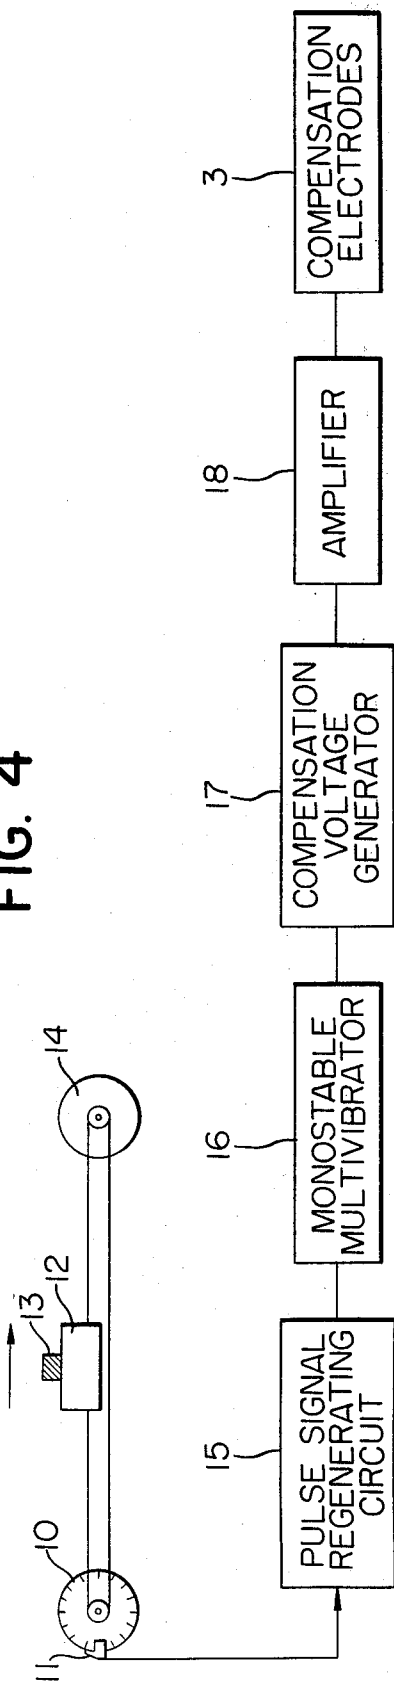 FIG. 4
10
11
13
12
14
15
16
17
18
3
PULSE SIGNAL
REGENERATING
CIRCUIT
MONOSTABLE
MULTIVIBRATOR
COMPENSATION
VOLTAGE
GENERATOR
AMPLIFIER
COMPENSATION
ELECTRODES